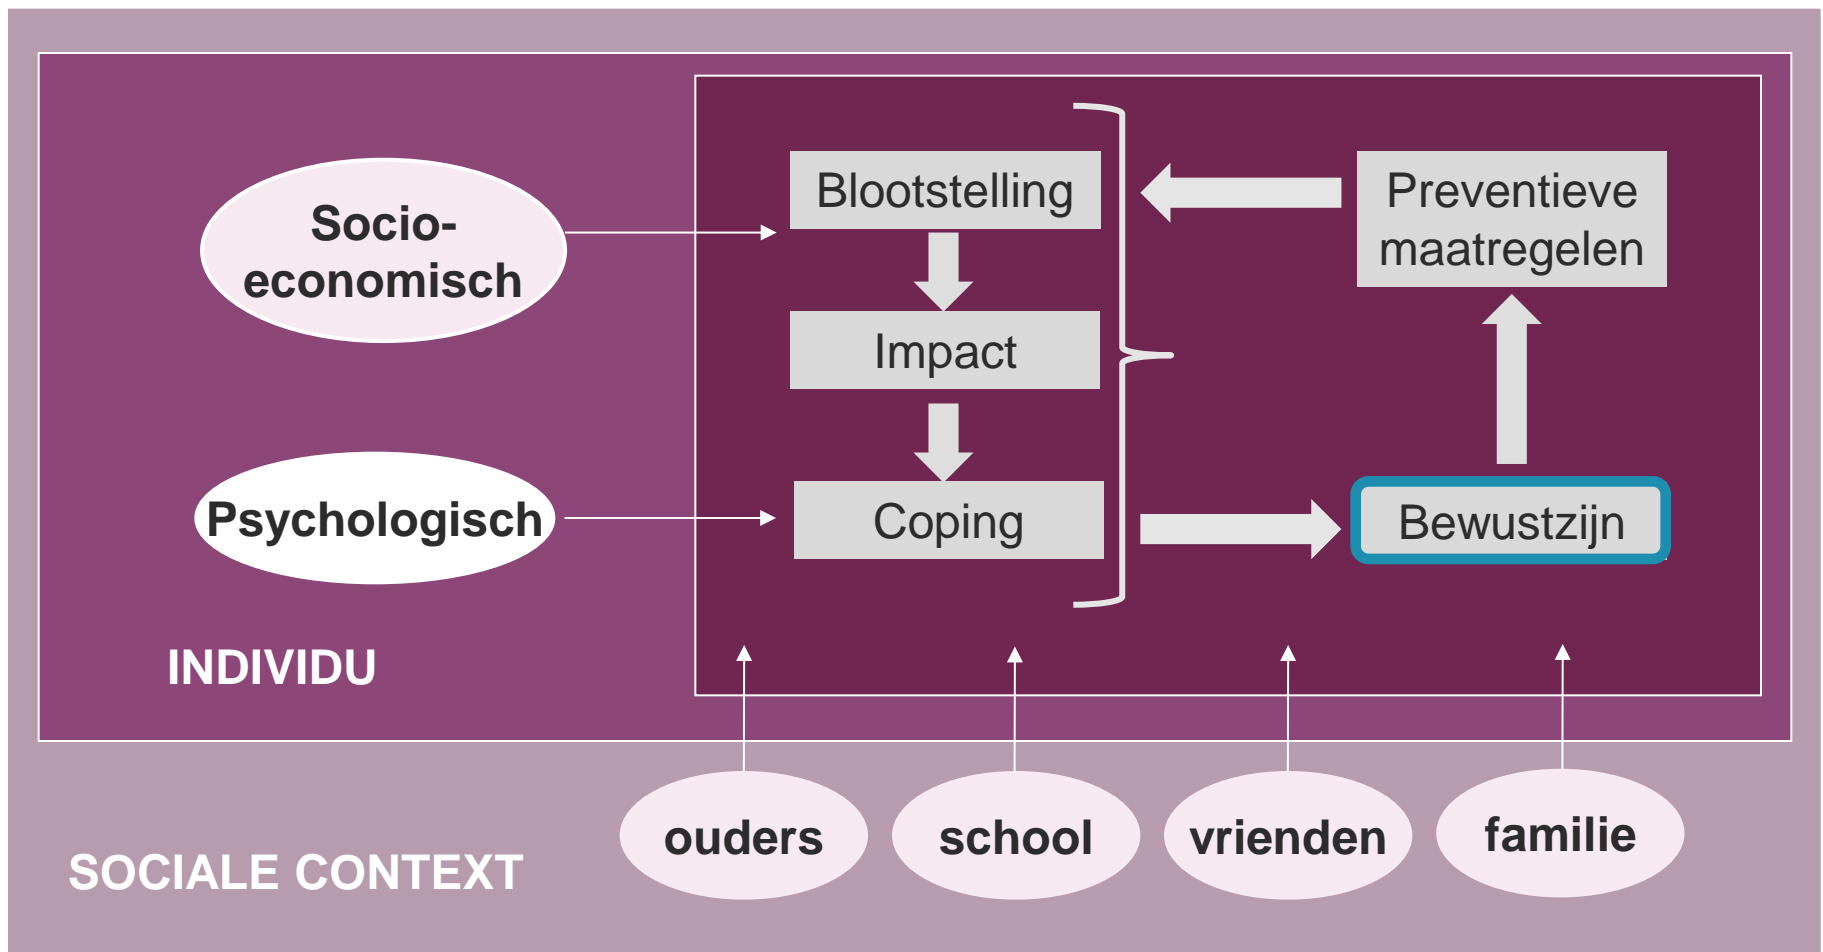 Socio-
economisch
Psychologisch
INDIVIDU
Blootstelling
Impact
Coping
Preventieve
maatregelen
Bewustzijn
ouders
school
vrienden
familie
SOCIALE CONTEXT